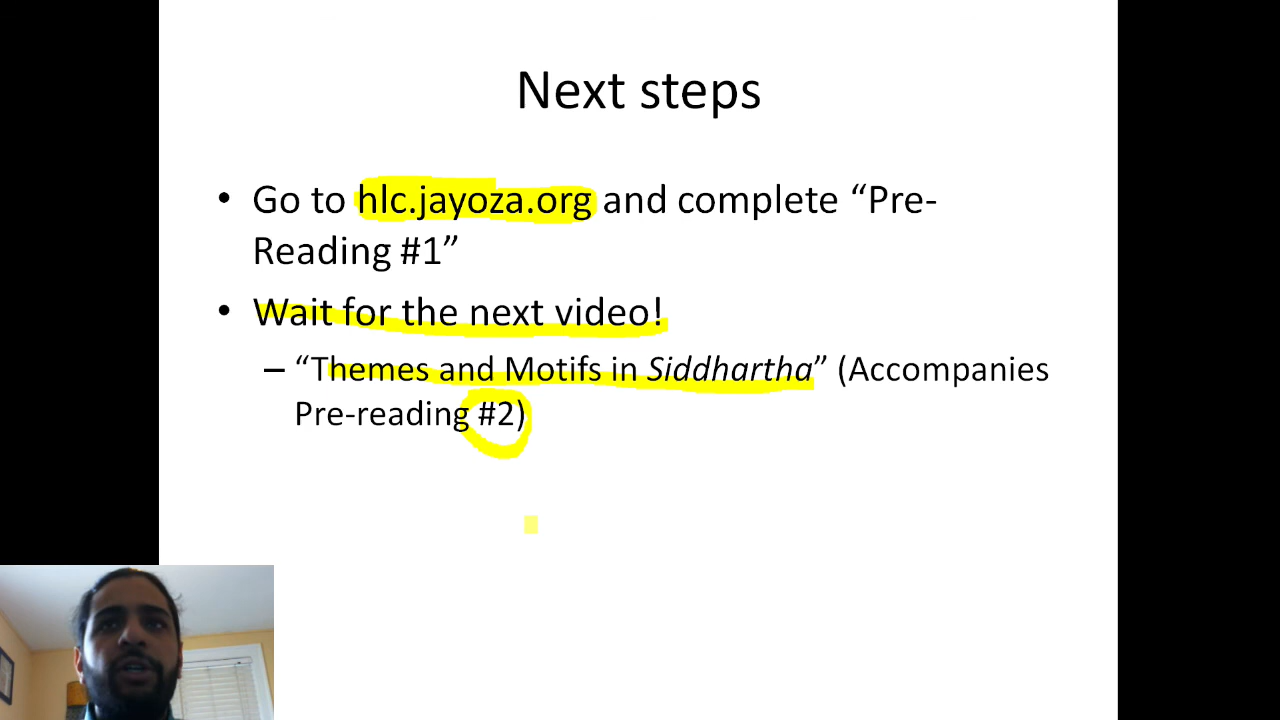 Next steps
• Go to hlc.jayoza.org and complete “Pre-
Reading #1”
• Wait for the next video!
– “Themes and Motifs in Siddhartha” (Accompanies
Pre-reading #2)